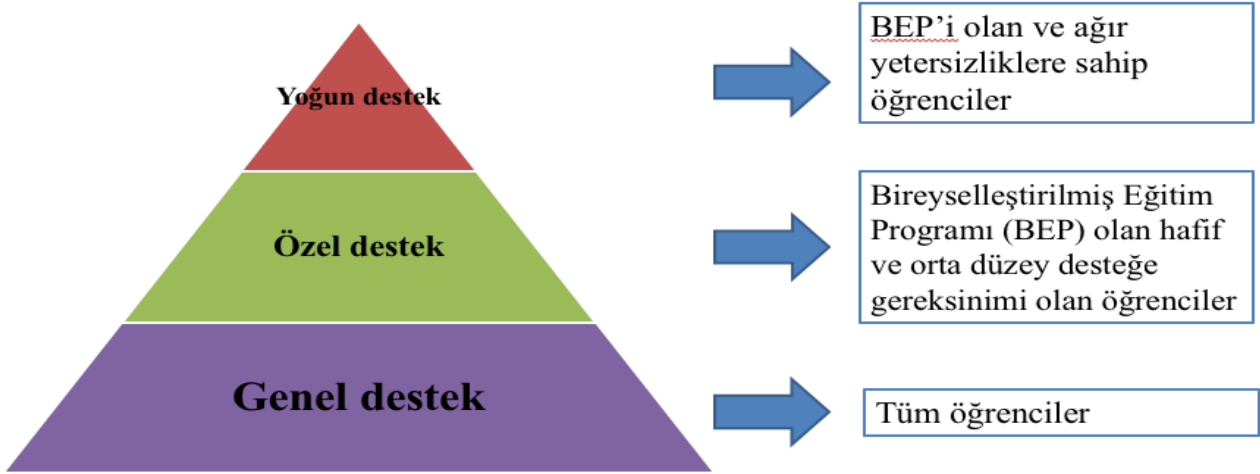 Yoğun destek
BEP’i olan ve ağır
yetersizliklere sahip
öğrenciler
Özel destek
Bireyselleştirilmiş Eğitim
Programı (BEP) olan hafif
ve orta düzey desteğe
gereksinimi olan öğrenciler
Genel destek
Tüm öğrenciler